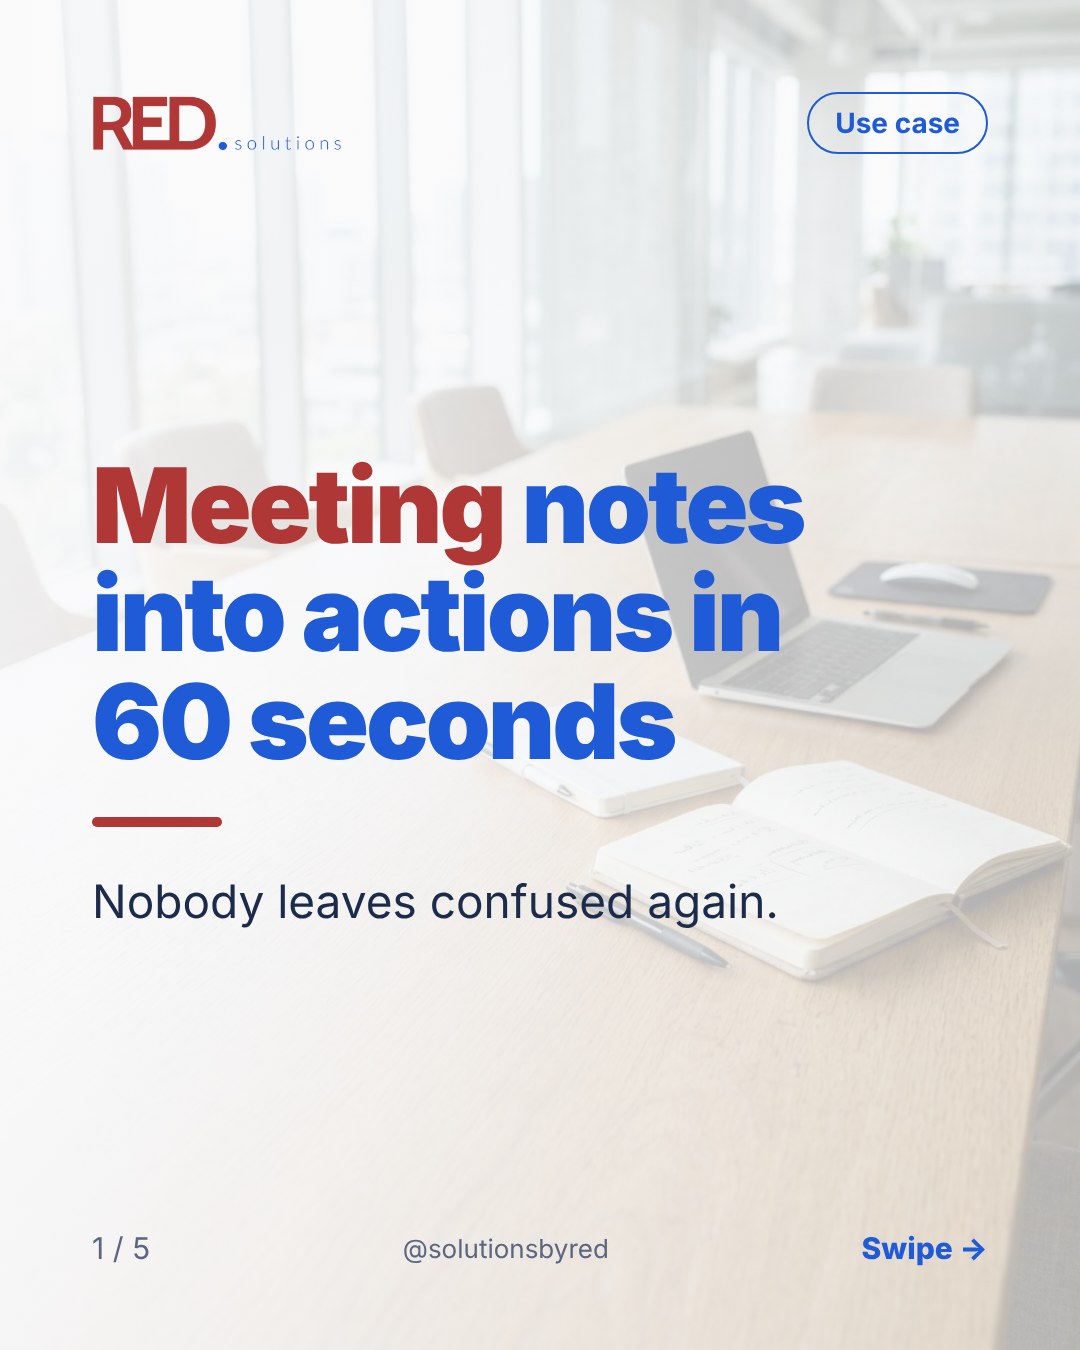 RED.solutions
Use case
Meeting notes
into actions in
60 seconds
Nobody leaves confused again.
1 / 5
@solutionsbyred
Swipe →